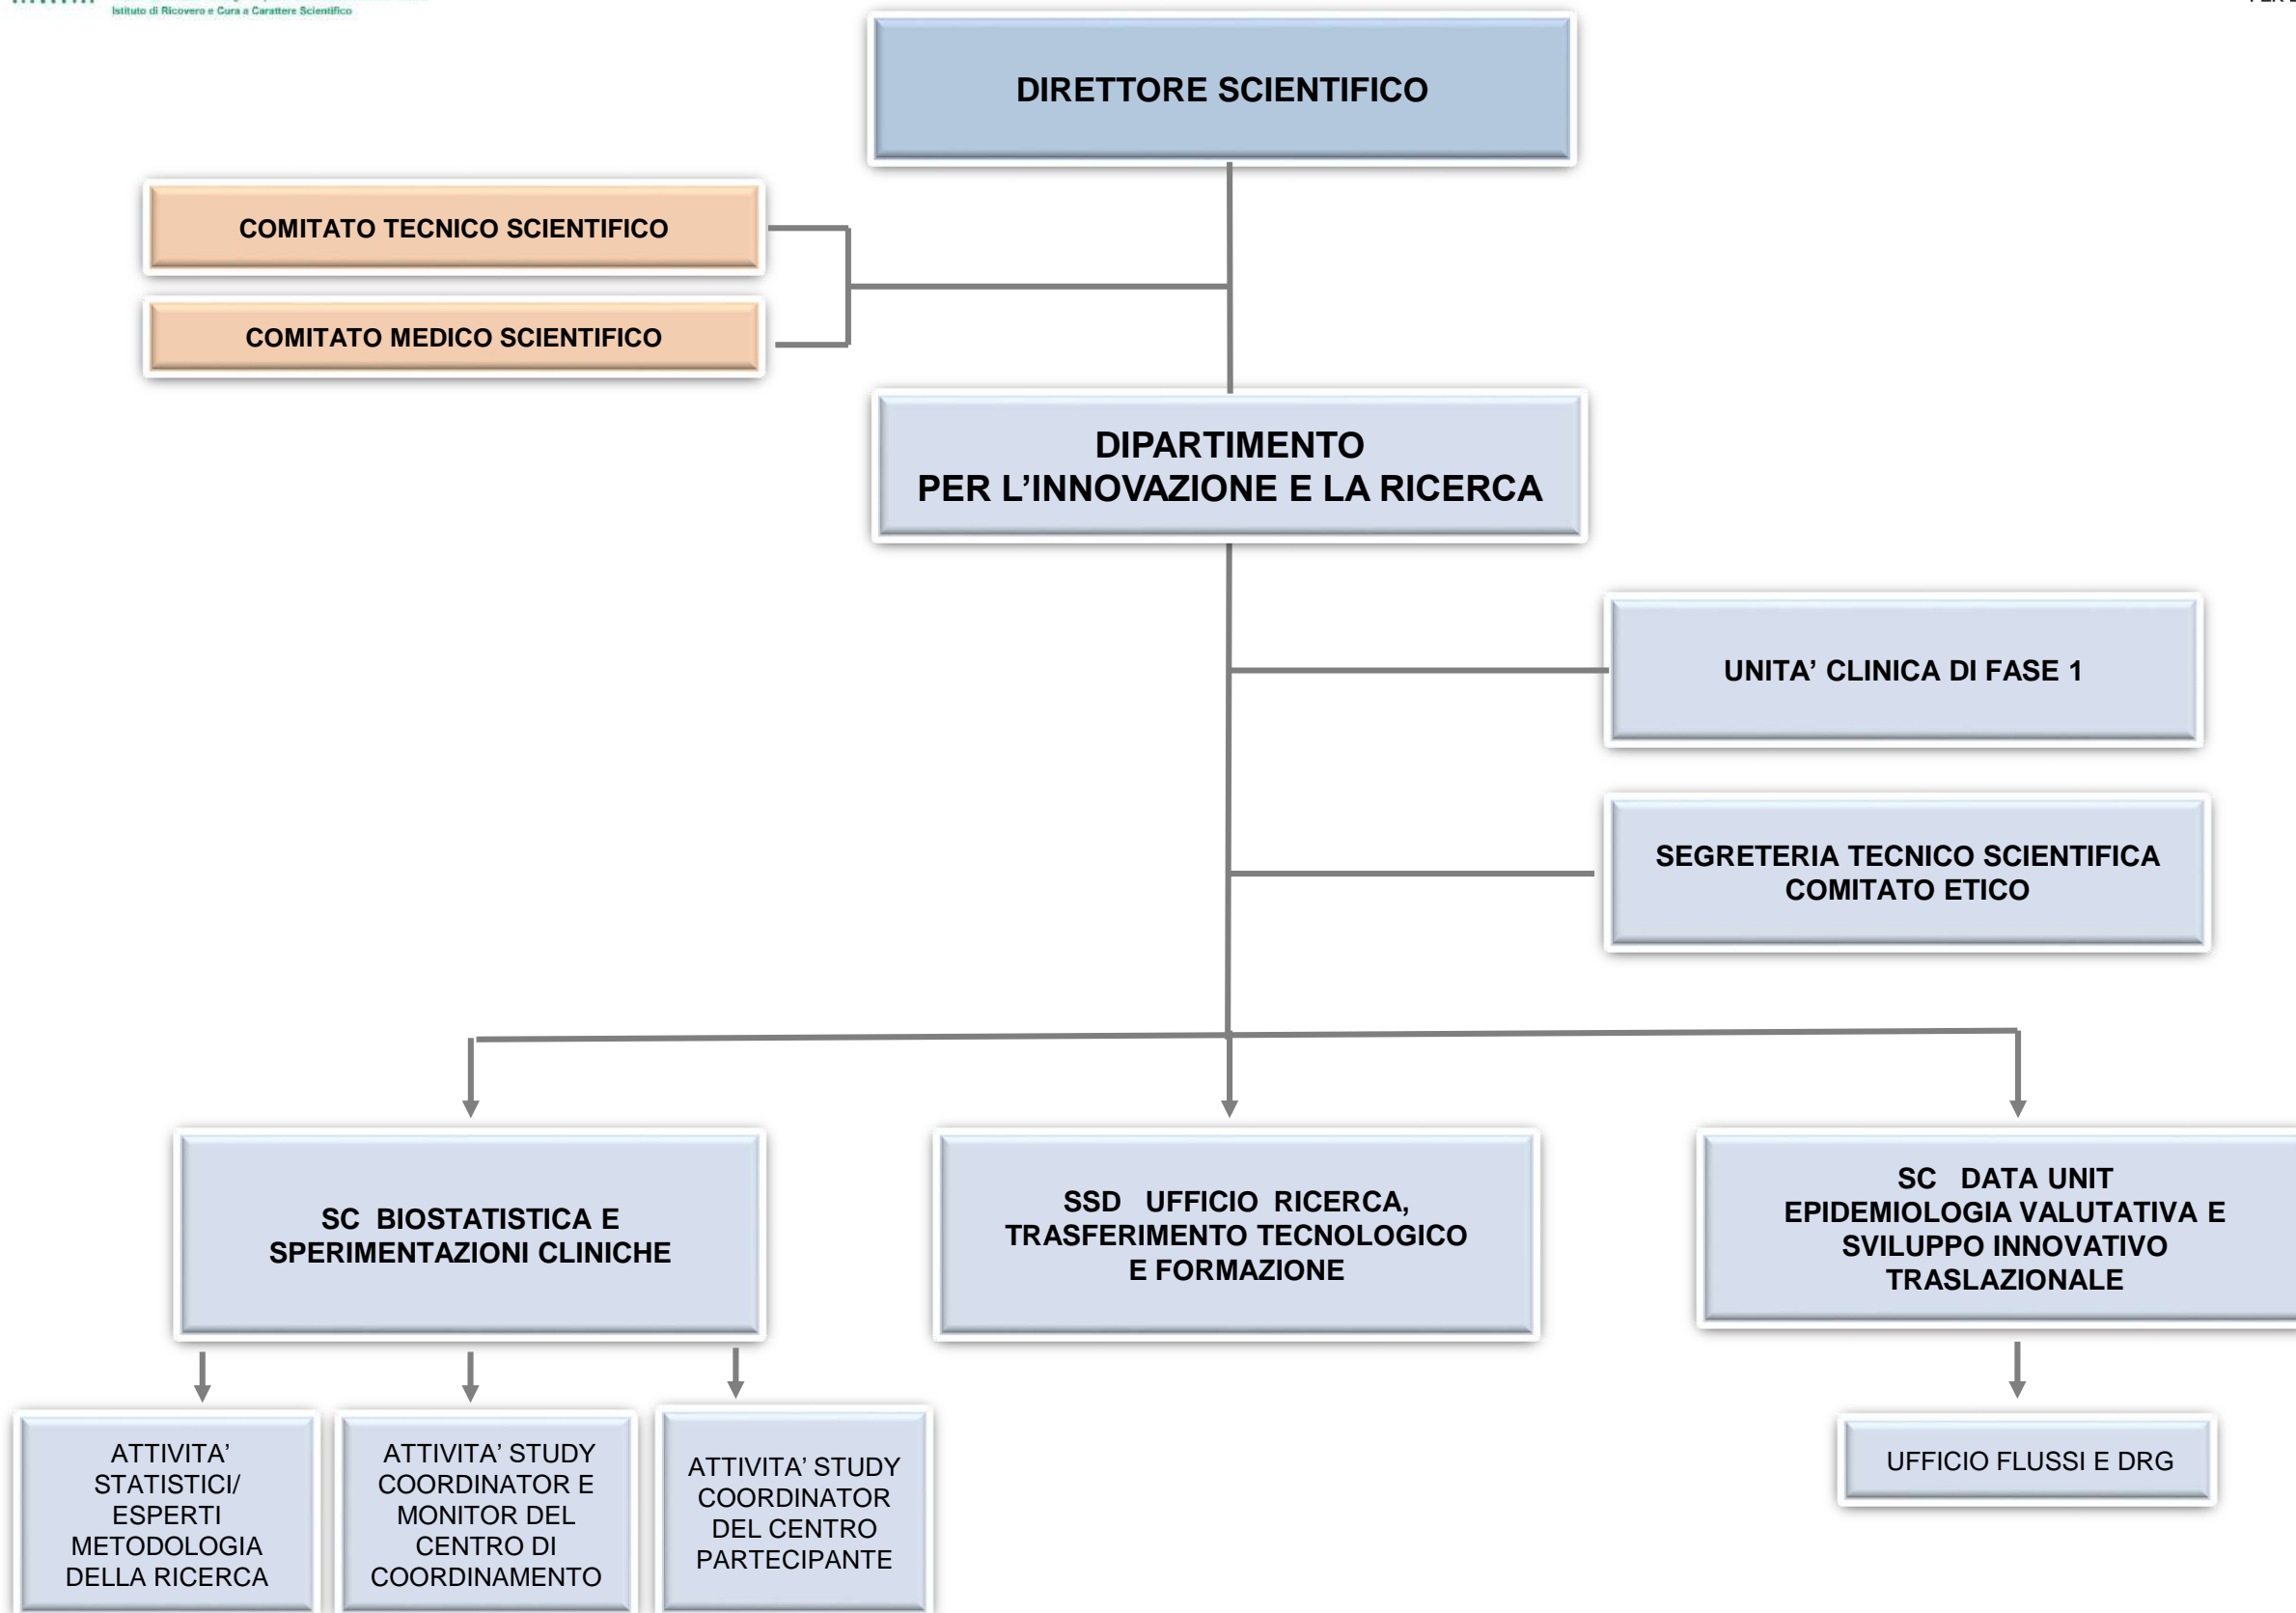 Istituto di Ricovero e Cura a Carattere Scientifico
DIRETTORE SCIENTIFICO
COMITATO TECNICO SCIENTIFICO
COMITATO MEDICO SCIENTIFICO
DIPARTIMENTO
PER L’INNOVAZIONE E LA RICERCA
UNITA’ CLINICA DI FASE 1
SEGRETERIA TECNICO SCIENTIFICA
COMITATO ETICO
SC BIOSTATISTICA E
SPERIMENTAZIONI CLINICHE
SSD UFFICIO RICERCA,
TRASFERIMENTO TECNOLOGICO
E FORMAZIONE
SC DATA UNIT
EPIDEMIOLOGIA VALUTATIVA E
SVILUPPO INNOVATIVO
TRASLAZIONALE
ATTIVITA’
STATISTICI/
ESPERTI
METODOLOGIA
DELLA RICERCA
ATTIVITA’ STUDY
COORDINATOR E
MONITOR DEL
CENTRO DI
COORDINAMENTO
ATTIVITA’ STUDY
COORDINATOR
DEL CENTRO
PARTECIPANTE
UFFICIO FLUSSI E DRG